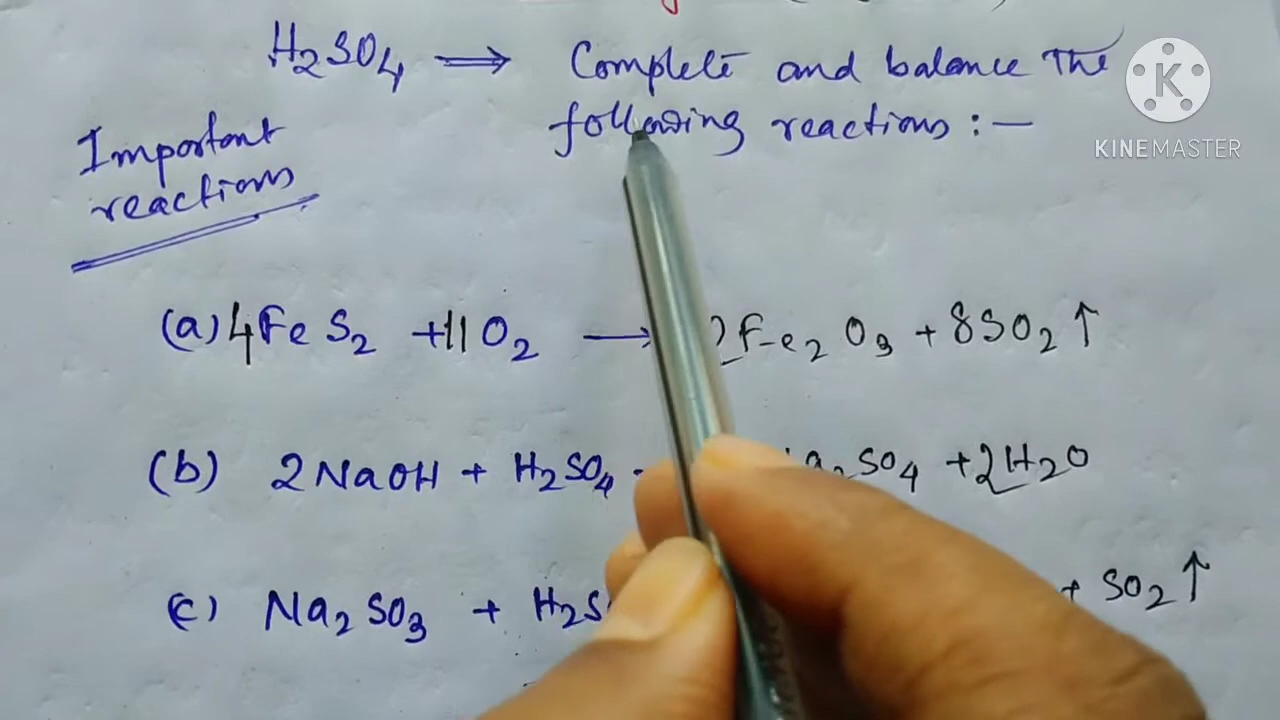 H₂SO₄ ⟹ Complete and balance The
following reactions :—
Important
reactions
K
KINEMASTER
(a) 4FeS₂ + 11O₂ ⟶ 2Fe₂O₃ + 8SO₂ ↑
(b) 2NaOH + H₂SO₄ SO₄ + 2H₂O
(c) Na₂SO₃ + + SO₂ ↑